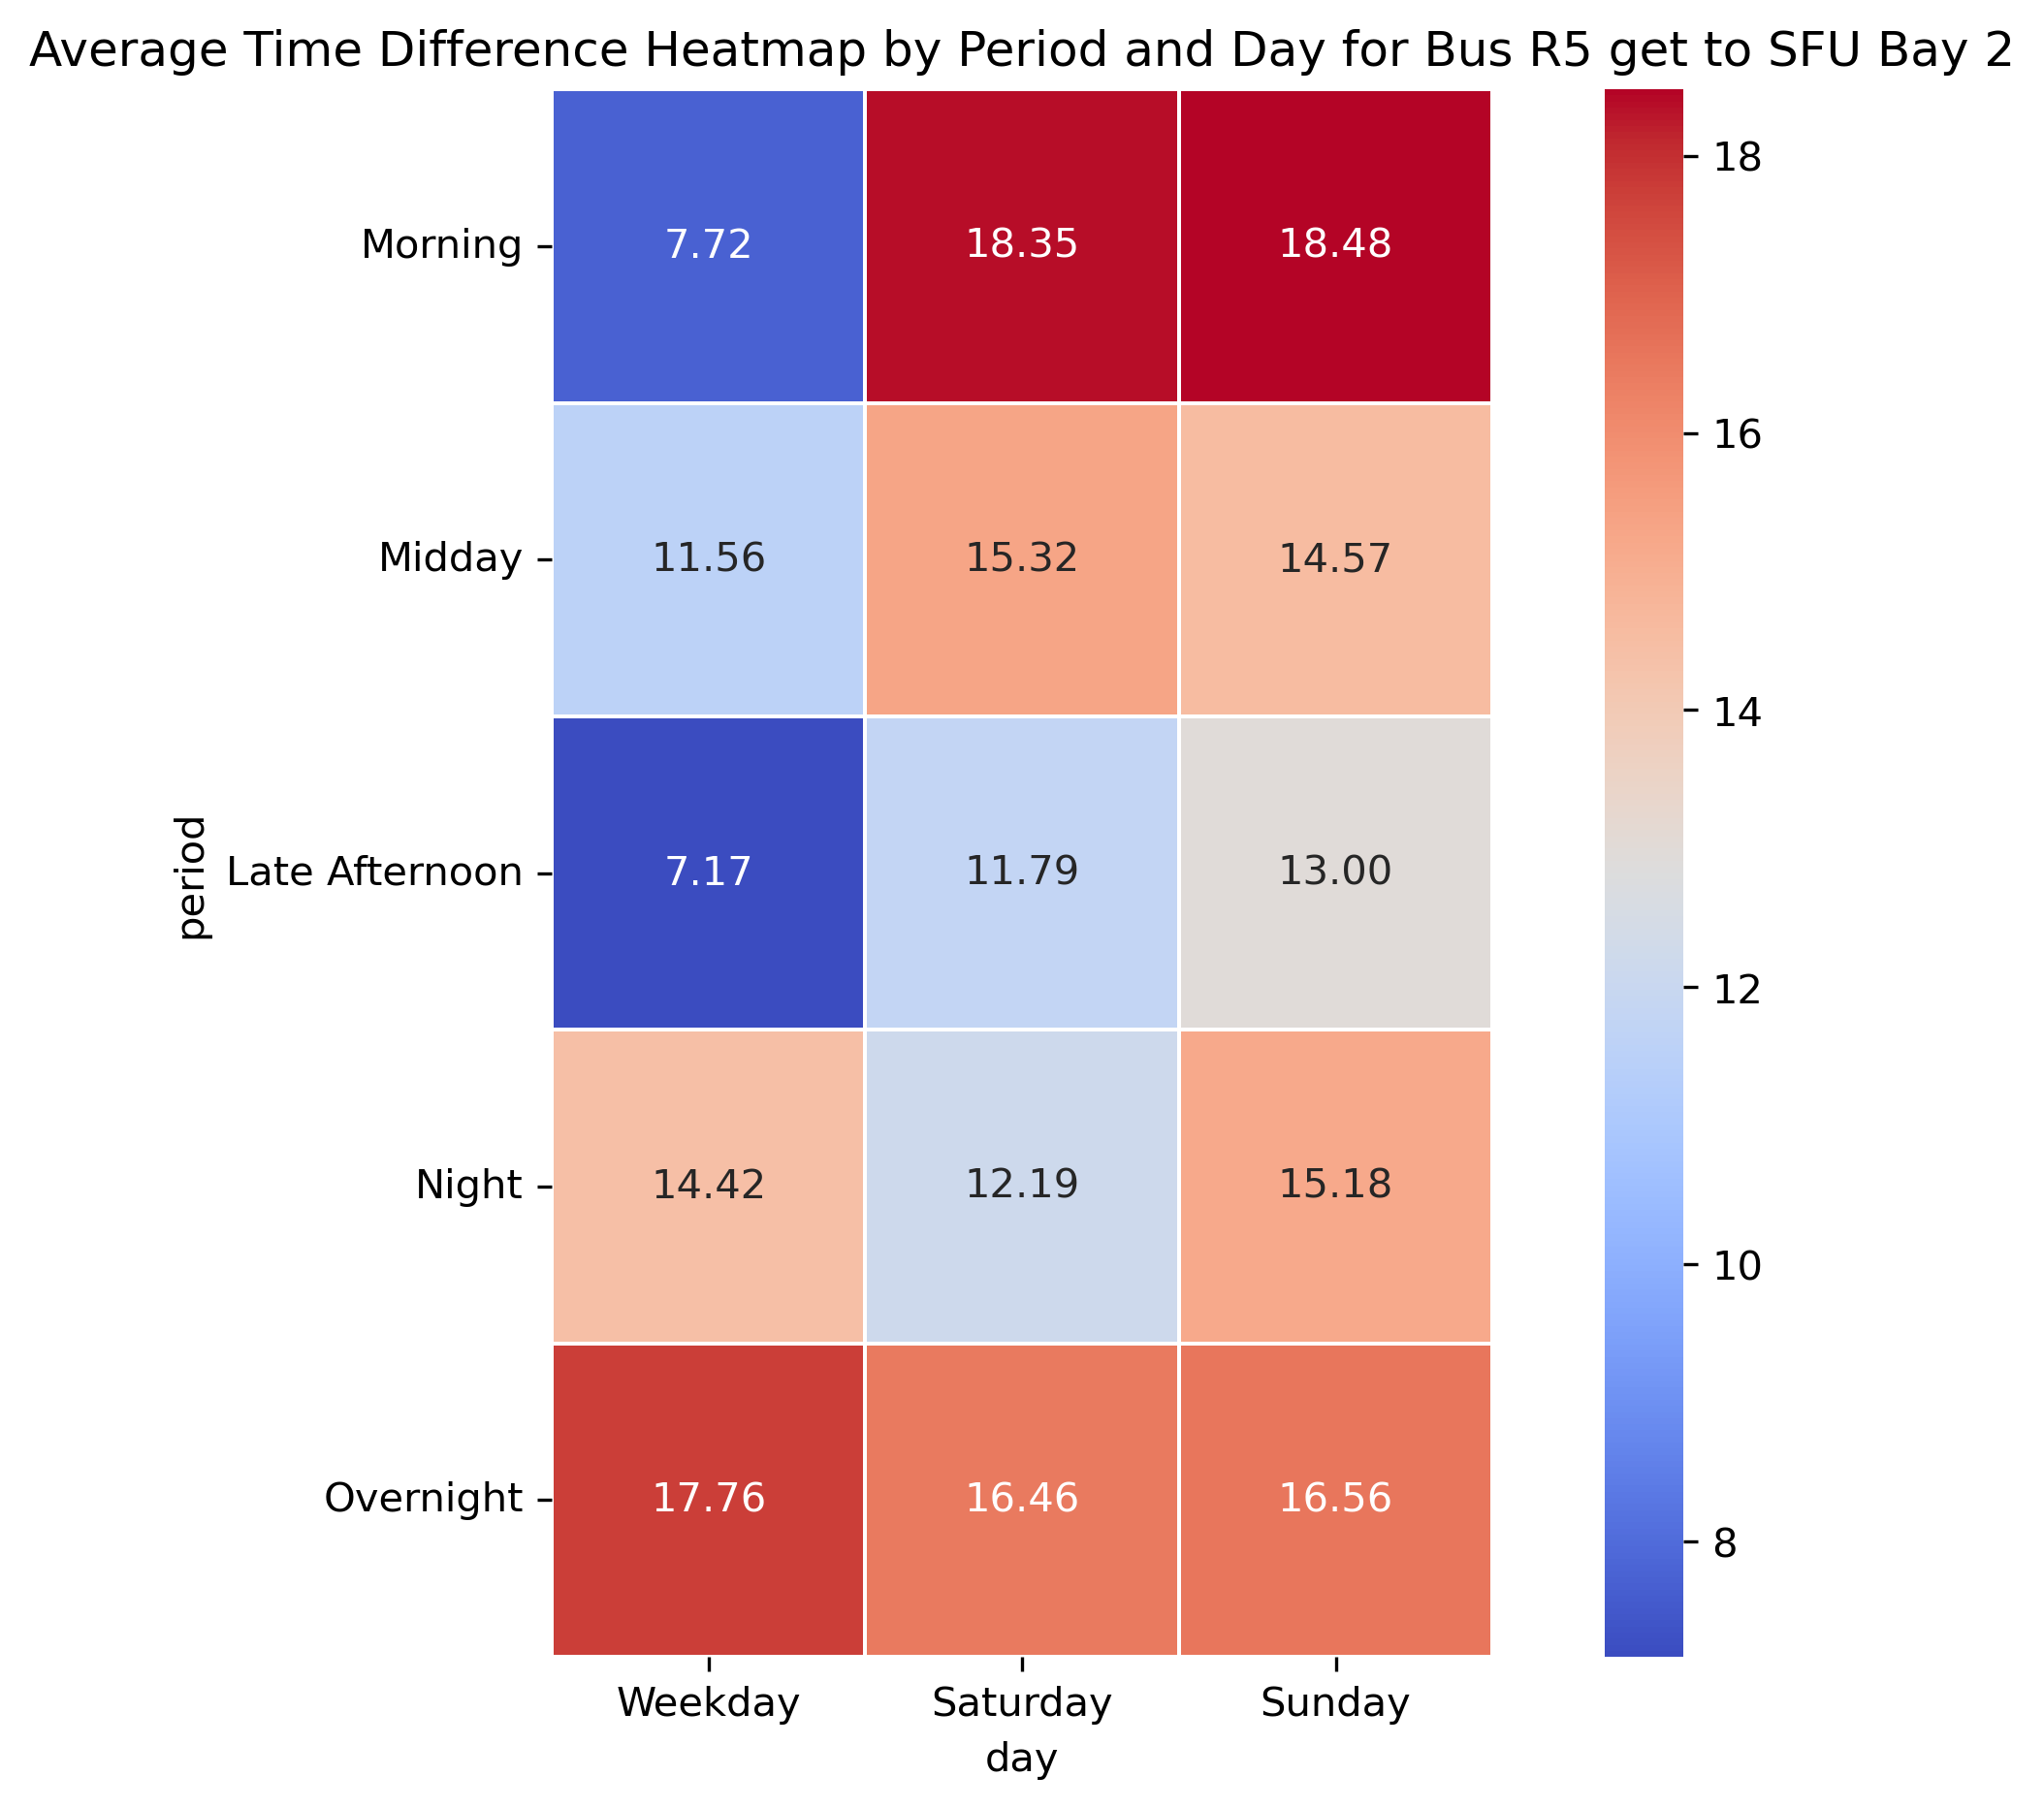 Average Time Difference Heatmap by Period and Day for Bus R5 get to SFU Bay 2
period
Morning 7.72 18.35 18.48
Midday 11.56 15.32 14.57
Late Afternoon 7.17 11.79 13.00
Night 14.42 12.19 15.18
Overnight 17.76 16.46 16.56
Weekday Saturday Sunday
day
18
16
14
12
10
8